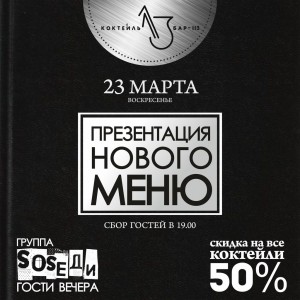 КОКТЕЙЛЬ БАР-113
23 МАРТА
ВОСКРЕСЕНЬЕ
ПРЕЗЕНТАЦИЯ
НОВОГО
МЕНЮ
СБОР ГОСТЕЙ В 19.00
ГРУППА
SOSEДИ
ГОСТИ ВЕЧЕРА
СКИДКА НА ВСЕ
КОКТЕЙЛИ
50%